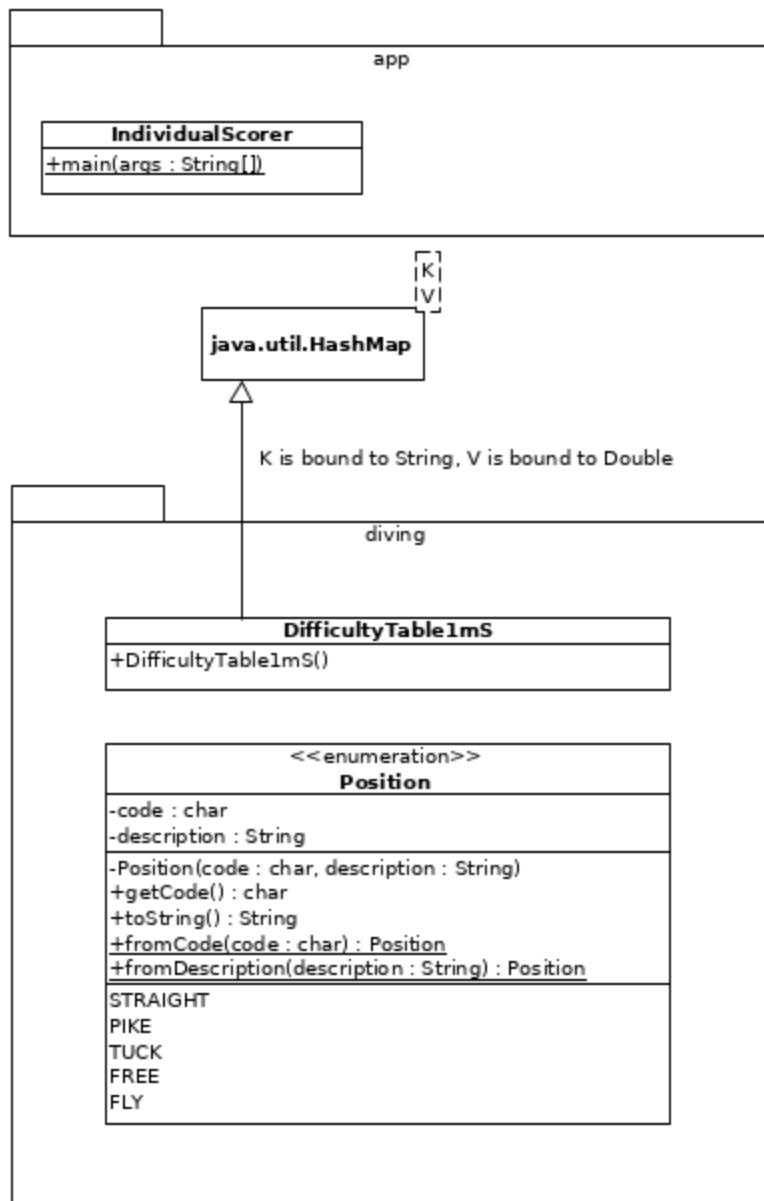 app
IndividualScorer
+main(args : String[])
K
V
java.util.HashMap
K is bound to String, V is bound to Double
diving
DifficultyTable1mS
+DifficultyTable1mS()
<<enumeration>>
Position
-code : char
-description : String
-Position(code : char, description : String)
+getCode() : char
+toString() : String
+fromCode(code : char) : Position
+fromDescription(description : String) : Position
STRAIGHT
PIKE
TUCK
FREE
FLY